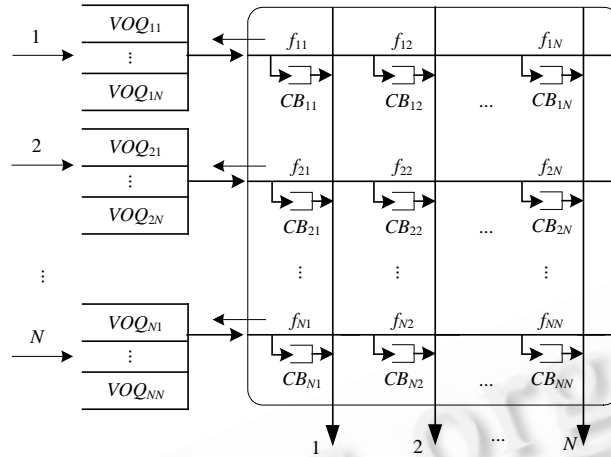 1
VOQ11
⋮
VOQ1N
f11 f12 f1N
CB11 CB12 ... CB1N
2
VOQ21
⋮
VOQ2N
f21 f22 f2N
CB21 CB22 ... CB2N
⋮ ⋮ ⋮ ⋮
N
VOQN1
⋮
VOQNN
fN1 fN2 fNN
CBN1 CBN2 ... CBNN
1 2 ... N
org